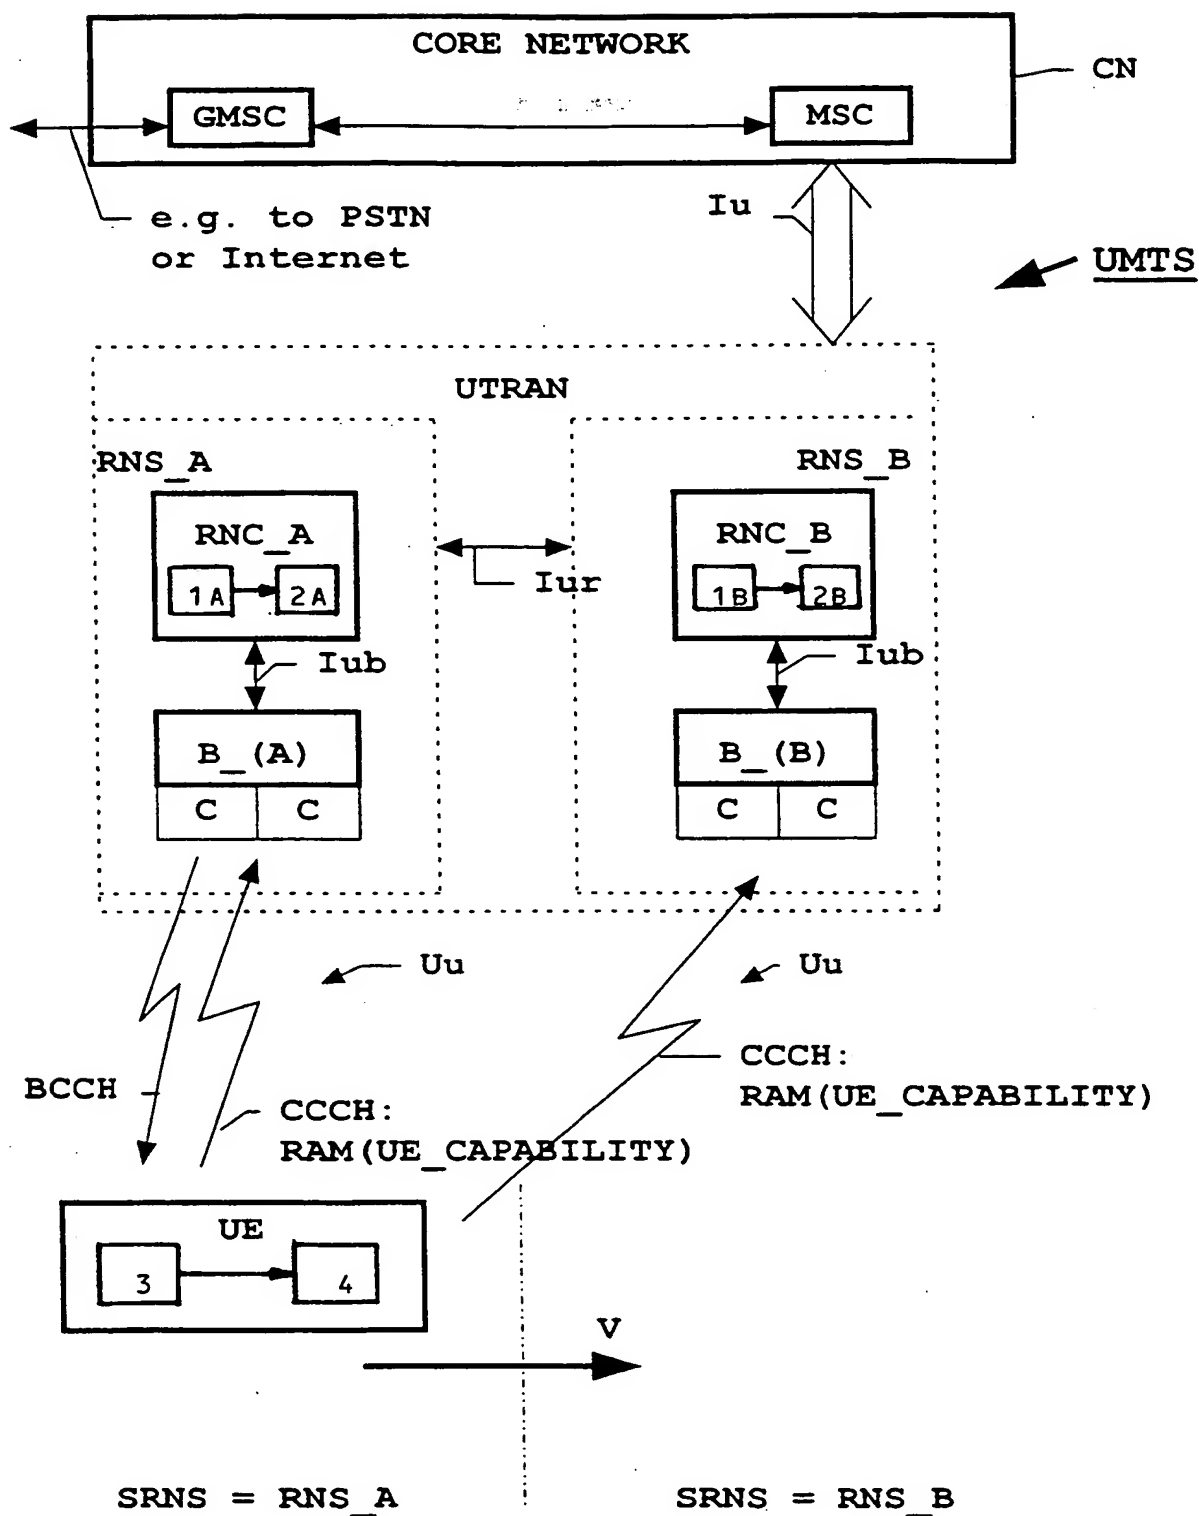 CORE NETWORK
CN
GMSC
MSC
e.g. to PSTN
or Internet
Iu
UMTS
UTRAN
RNS_A
RNS_B
RNC_A
RNC_B
1A
2A
Iur
1B
2B
Iub
Iub
B_(A)
B_(B)
C
C
C
C
Uu
Uu
BCCH
CCCH:
RAM(UE_CAPABILITY)
CCCH:
RAM(UE_CAPABILITY)
UE
3
4
V
SRNS = RNS_A
SRNS = RNS_B